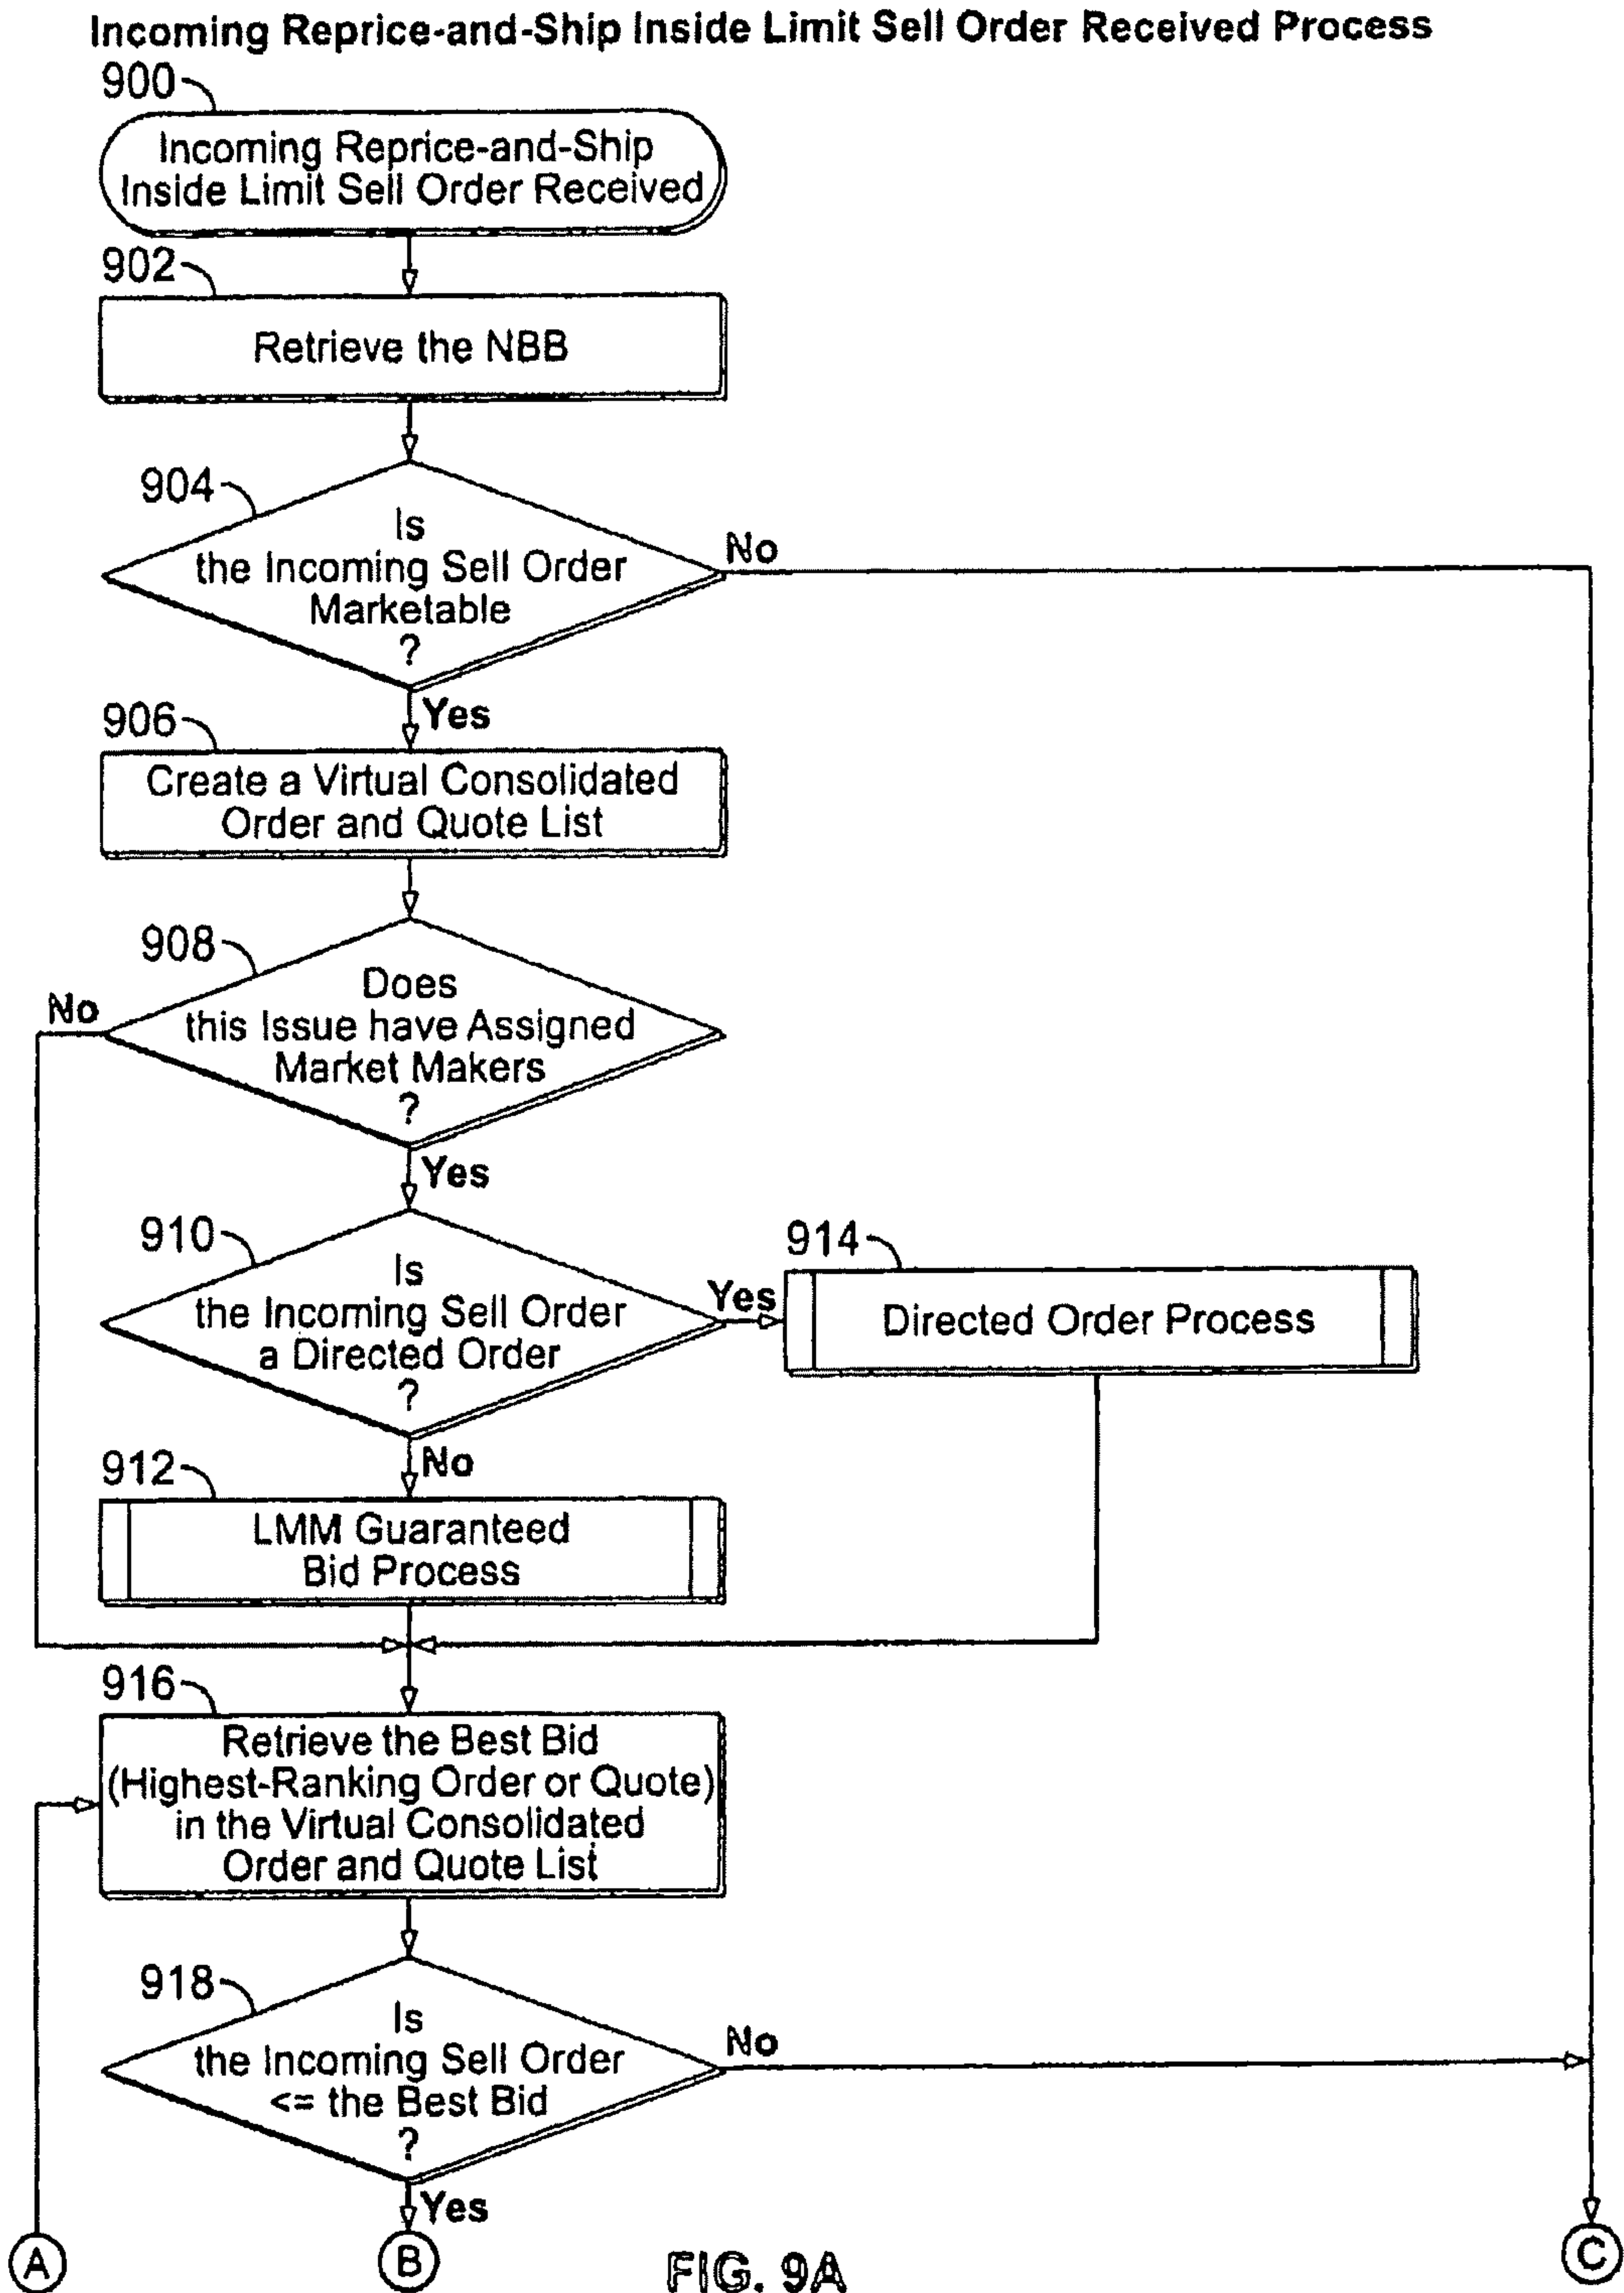 Incoming Reprice-and-Ship Inside Limit Sell Order Received Process
900
Incoming Reprice-and-Ship
Inside Limit Sell Order Received
902
Retrieve the NBB
904
Is
the Incoming Sell Order
Marketable
?
No
Yes
906
Create a Virtual Consolidated
Order and Quote List
908
Does
this Issue have Assigned
Market Makers
?
No
Yes
910
Is
the Incoming Sell Order
a Directed Order
?
Yes
914
Directed Order Process
No
912
LMM Guaranteed
Bid Process
916
Retrieve the Best Bid
(Highest-Ranking Order or Quote)
in the Virtual Consolidated
Order and Quote List
918
Is
the Incoming Sell Order
<= the Best Bid
?
No
Yes
A
B
C
FIG. 9A